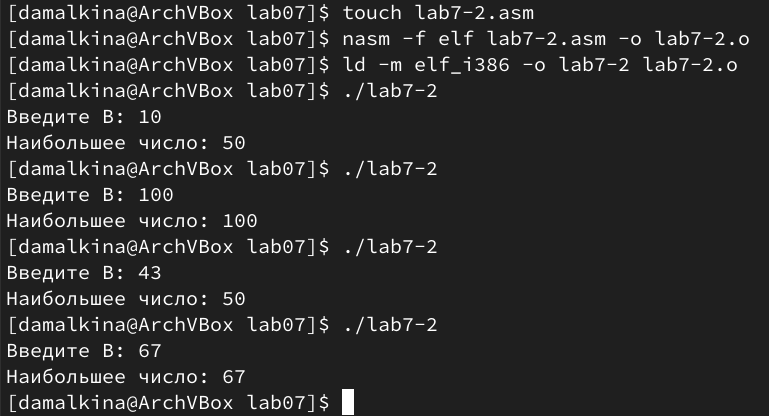 [damalkina@ArchVBox lab07]$ touch lab7-2.asm
[damalkina@ArchVBox lab07]$ nasm -f elf lab7-2.asm -o lab7-2.o
[damalkina@ArchVBox lab07]$ ld -m elf_i386 -o lab7-2 lab7-2.o
[damalkina@ArchVBox lab07]$ ./lab7-2
Введите В: 10
Наибольшее число: 50
[damalkina@ArchVBox lab07]$ ./lab7-2
Введите В: 100
Наибольшее число: 100
[damalkina@ArchVBox lab07]$ ./lab7-2
Введите В: 43
Наибольшее число: 50
[damalkina@ArchVBox lab07]$ ./lab7-2
Введите В: 67
Наибольшее число: 67
[damalkina@ArchVBox lab07]$